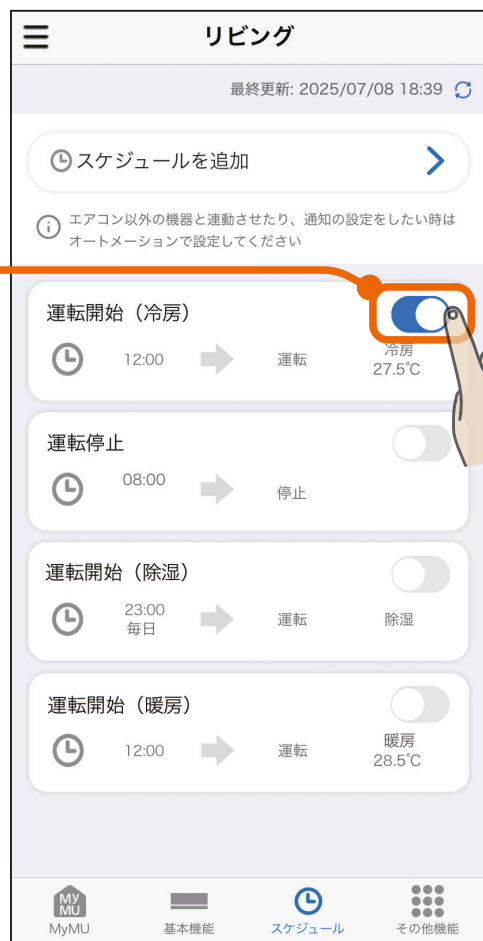 リビング
最終更新: 2025/07/08 18:39
スケジュールを追加
エアコン以外の機器と連動させたり、通知の設定をしたい時は
オートメーションで設定してください
運転開始（冷房）
12:00 運転 冷房
27.5℃
運転停止
08:00 停止
運転開始（除湿）
23:00
毎日 運転 除湿
運転開始（暖房）
12:00 運転 暖房
28.5℃
MY
MU
MyMU 基本機能 スケジュール その他機能